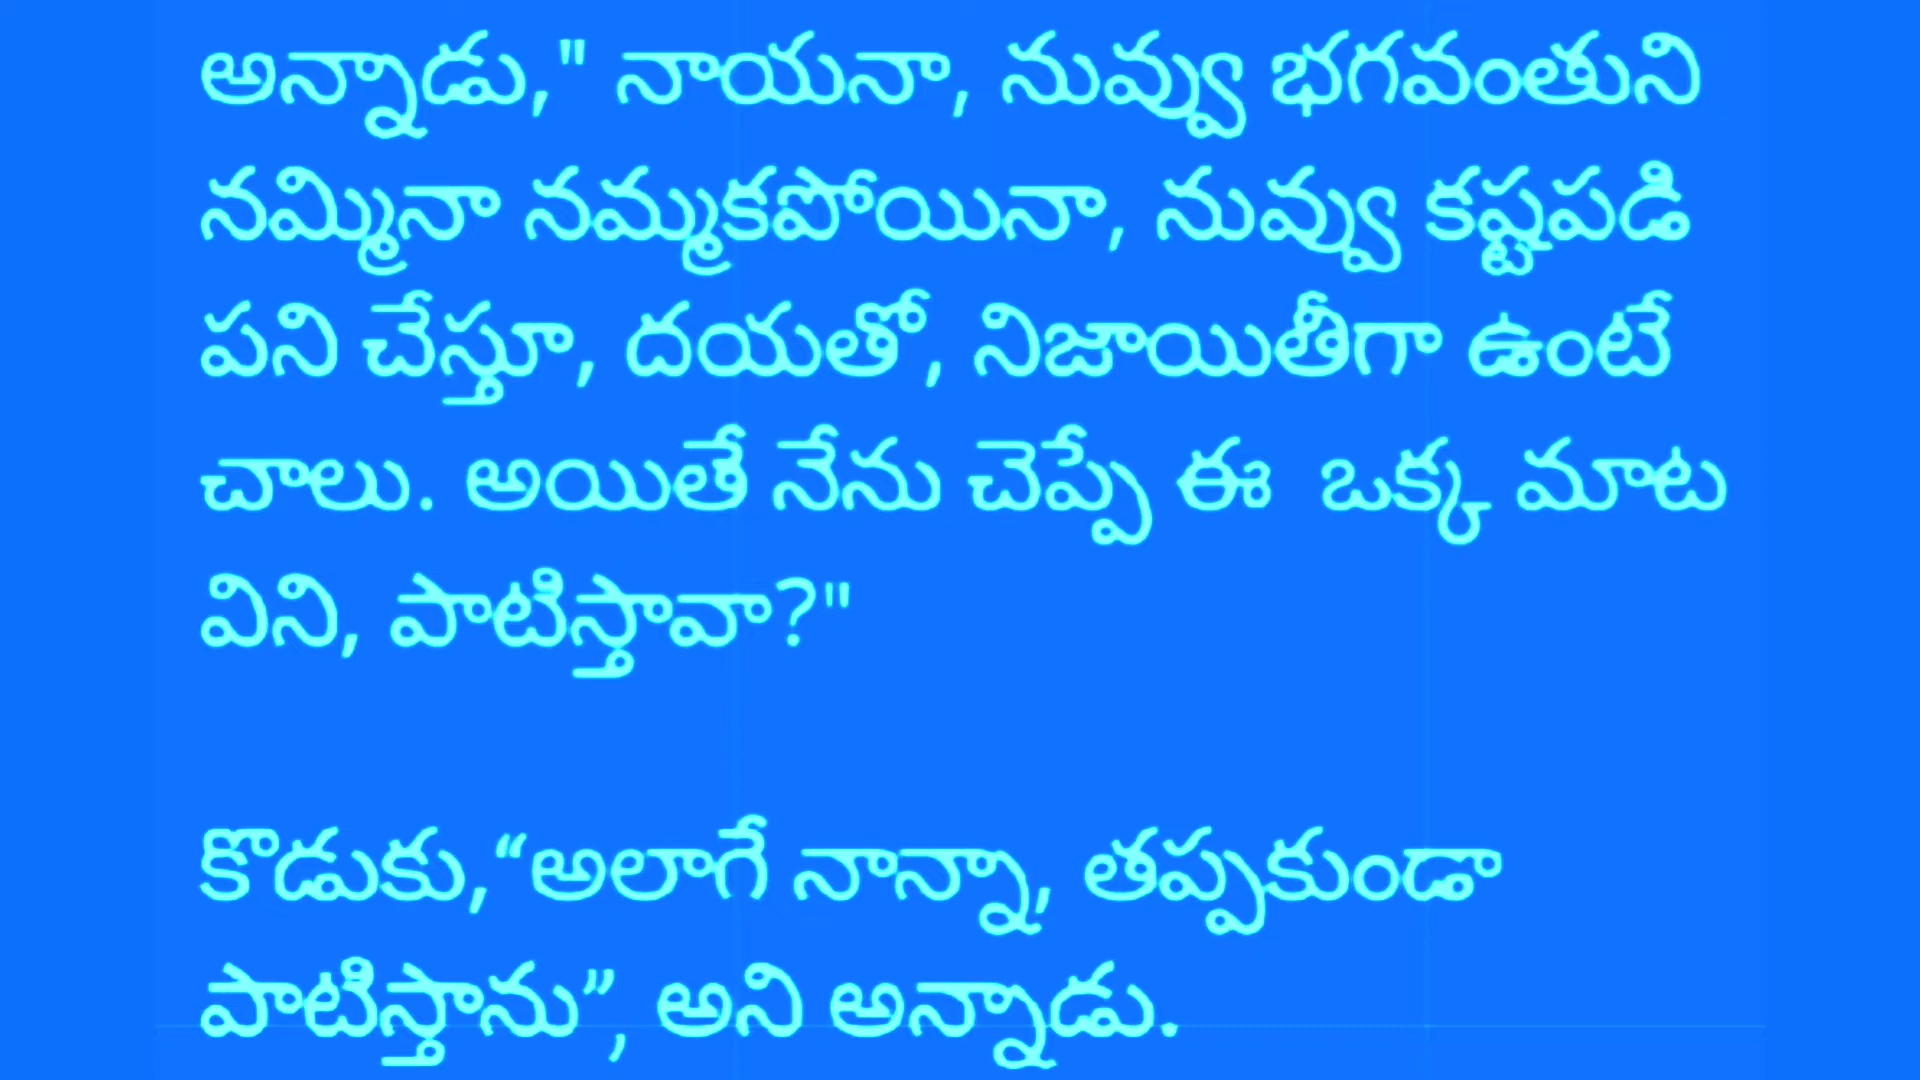 అన్నాడు," నాయనా, నువ్వు భగవంతుని
నమ్మినా నమ్మకపోయినా, నువ్వు కష్టపడి
పని చేస్తూ, దయతో, నిజాయితీగా ఉంటే
చాలు. అయితే నేను చెప్పే ఈ  ఒక్క మాట
విని, పాటిస్తావా?"
కొడుకు,“అలాగే నాన్నా, తప్పకుండా
పాటిస్తాను”, అని అన్నాడు.